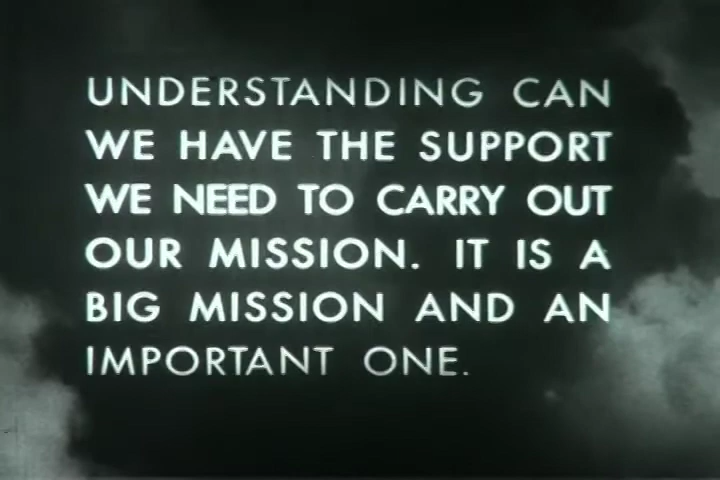 UNDERSTANDING CAN
WE HAVE THE SUPPORT
WE NEED TO CARRY OUT
OUR MISSION. IT IS A
BIG MISSION AND AN
IMPORTANT ONE.